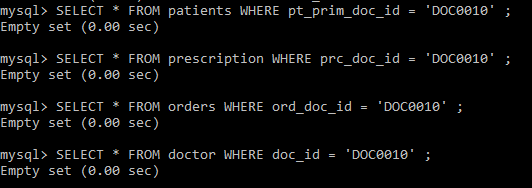 mysql> SELECT * FROM patients WHERE pt_prim_doc_id = 'DOC0010' ;
Empty set (0.00 sec)
mysql> SELECT * FROM prescription WHERE prc_doc_id = 'DOC0010' ;
Empty set (0.00 sec)
mysql> SELECT * FROM orders WHERE ord_doc_id = 'DOC0010' ;
Empty set (0.00 sec)
mysql> SELECT * FROM doctor WHERE doc_id = 'DOC0010' ;
Empty set (0.00 sec)